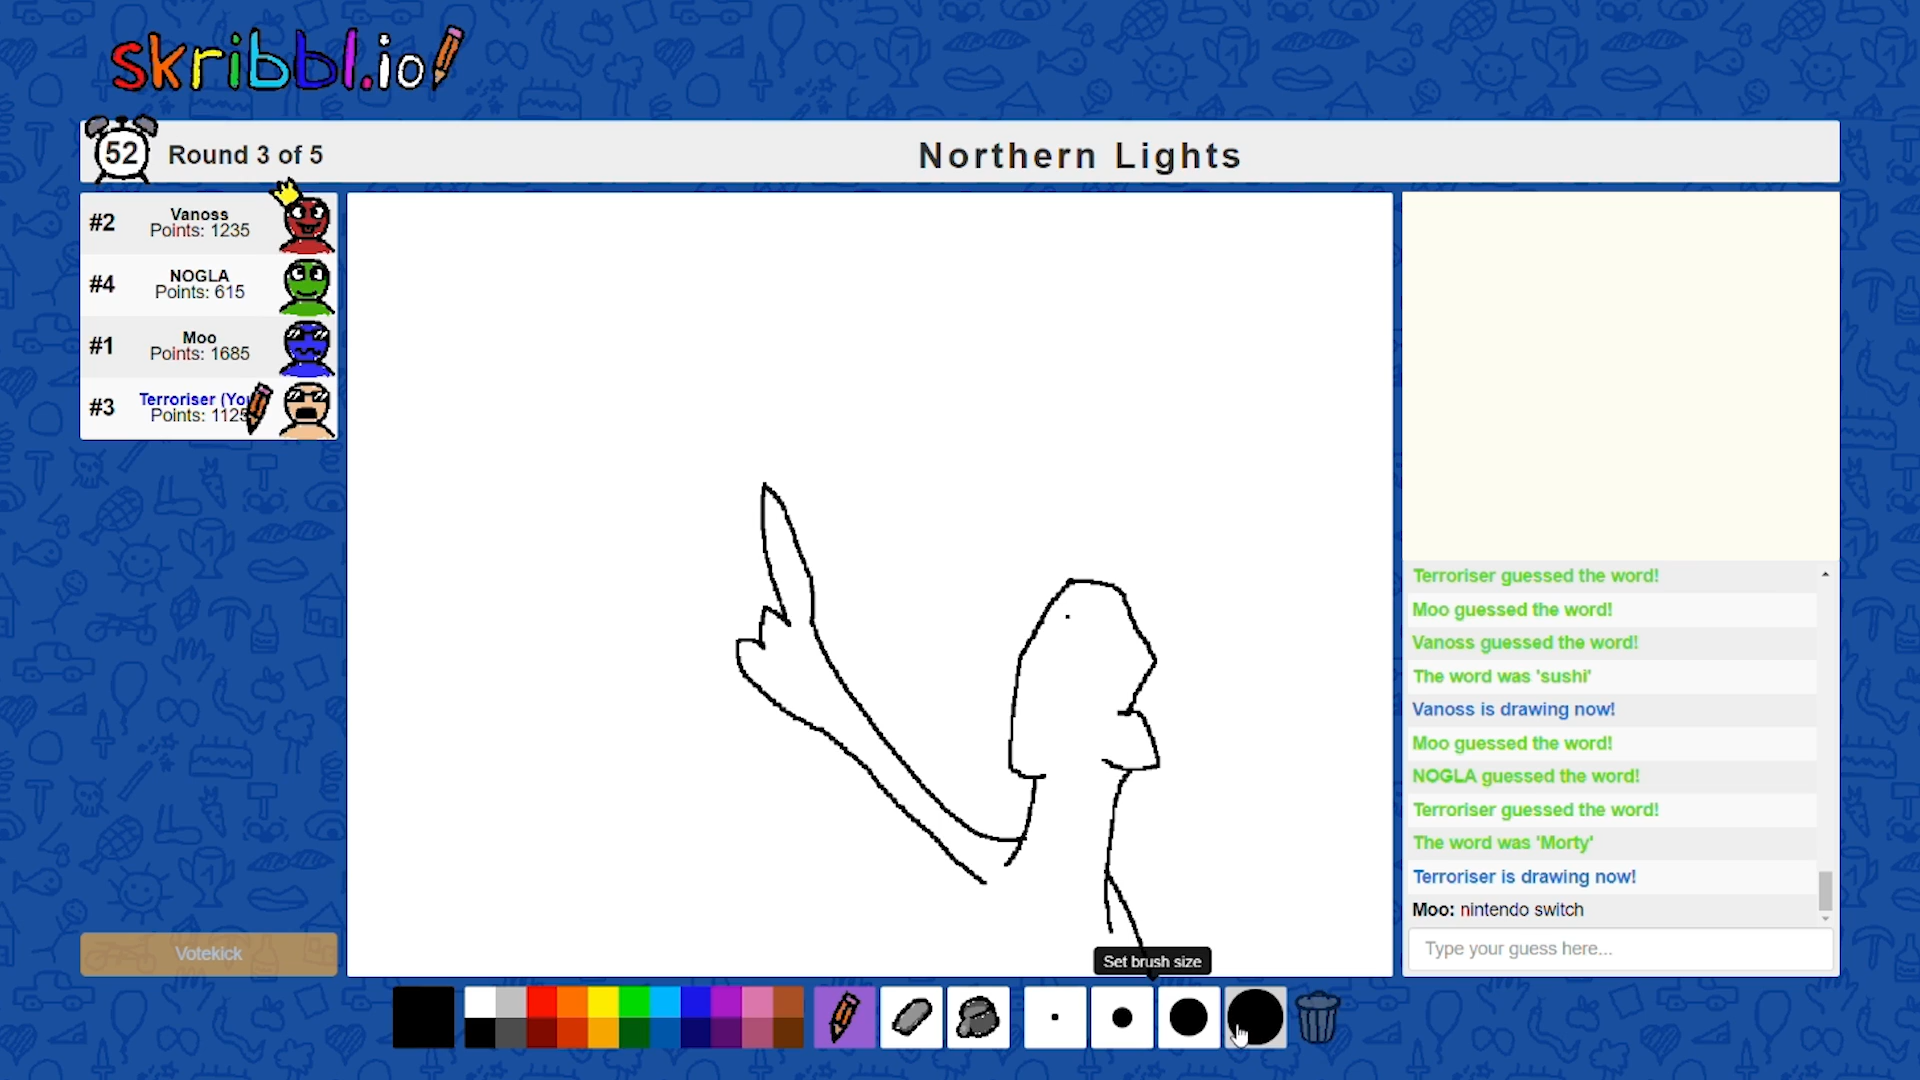 skribbl.io
52
Round 3 of 5
Northern Lights
#2
Vanoss
Points: 1235
#4
NOGLA
Points: 615
#1
Moo
Points: 1685
#3
Terroriser (You
Points: 1125
Votekick
Terroriser guessed the word!
Moo guessed the word!
Vanoss guessed the word!
The word was 'sushi'
Vanoss is drawing now!
Moo guessed the word!
NOGLA guessed the word!
Terroriser guessed the word!
The word was 'Morty'
Terroriser is drawing now!
Moo: nintendo switch
Type your guess here...
Set brush size